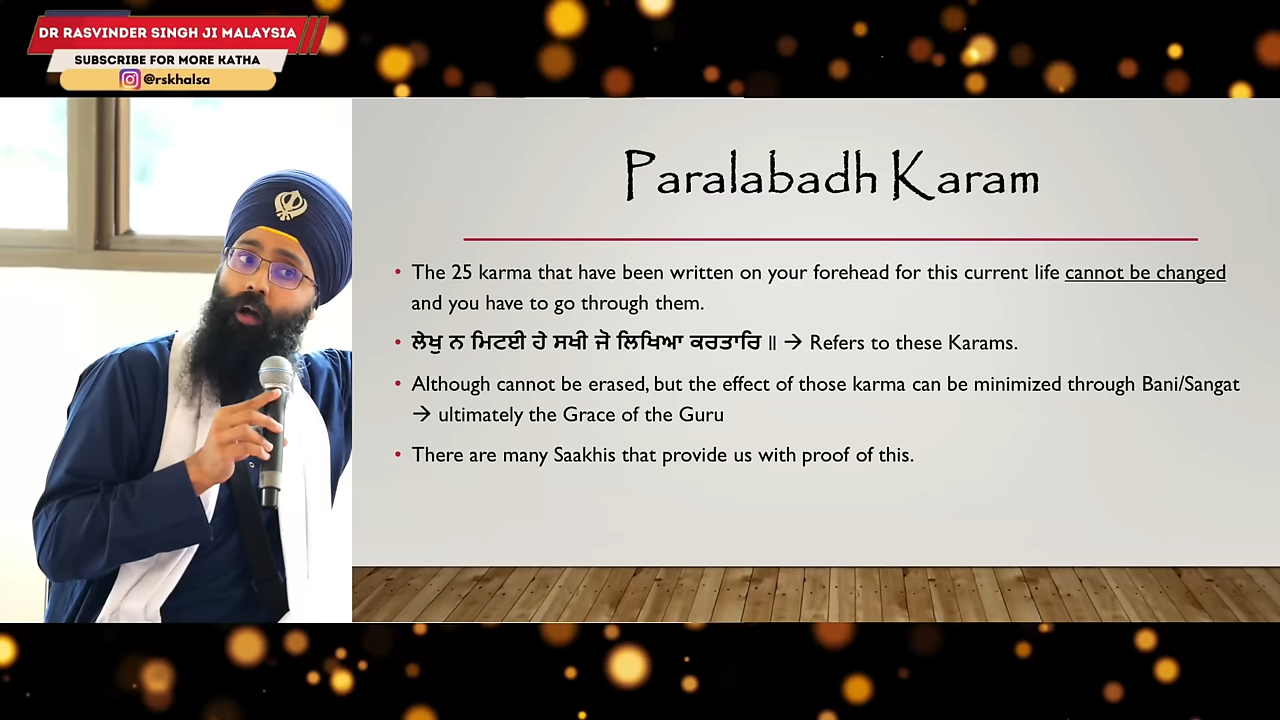 DR RASVINDER SINGH JI MALAYSIA
SUBSCRIBE FOR MORE KATHA
@rskhalsa
Paralabadh Karam
• The 25 karma that have been written on your forehead for this current life cannot be changed
and you have to go through them.
• ਲੇਖੁ ਨ ਮਿਟਈ ਹੇ ਸਖੀ ਜੋ ਲਿਖਿਆ ਕਰਤਾਰਿ ॥ → Refers to these Karams.
• Although cannot be erased, but the effect of those karma can be minimized through Bani/Sangat
→ ultimately the Grace of the Guru
• There are many Saakhis that provide us with proof of this.